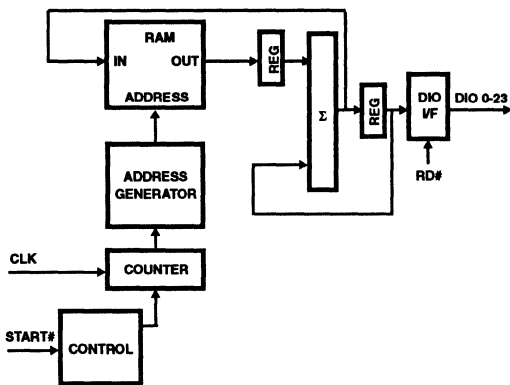 RAM
IN OUT
ADDRESS
REG
Σ
REG
DIO
I/F
DIO 0-23
RD#
ADDRESS
GENERATOR
CLK
COUNTER
START#
CONTROL